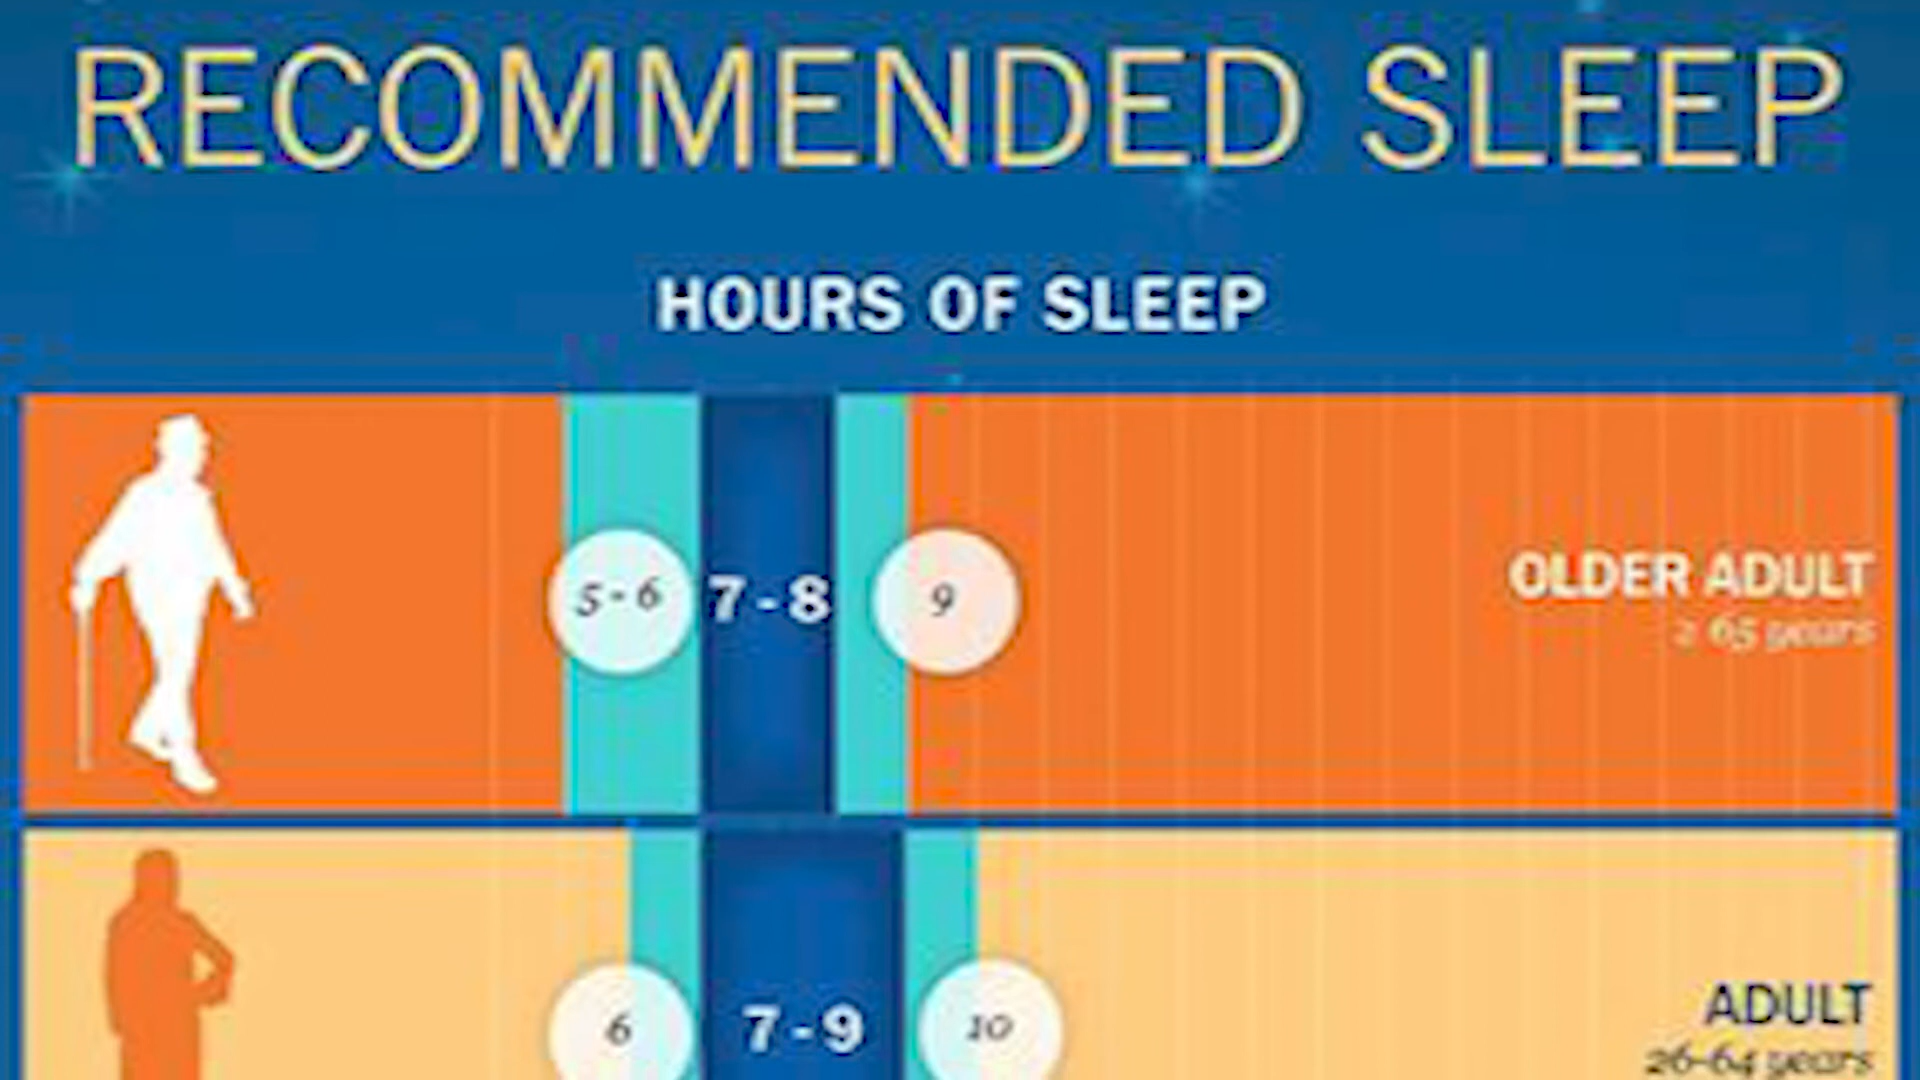 RECOMMENDED SLEEP
HOURS OF SLEEP
5-6 7-8 9
OLDER ADULT
≥ 65 years
6 7-9 10
ADULT
26-64 years